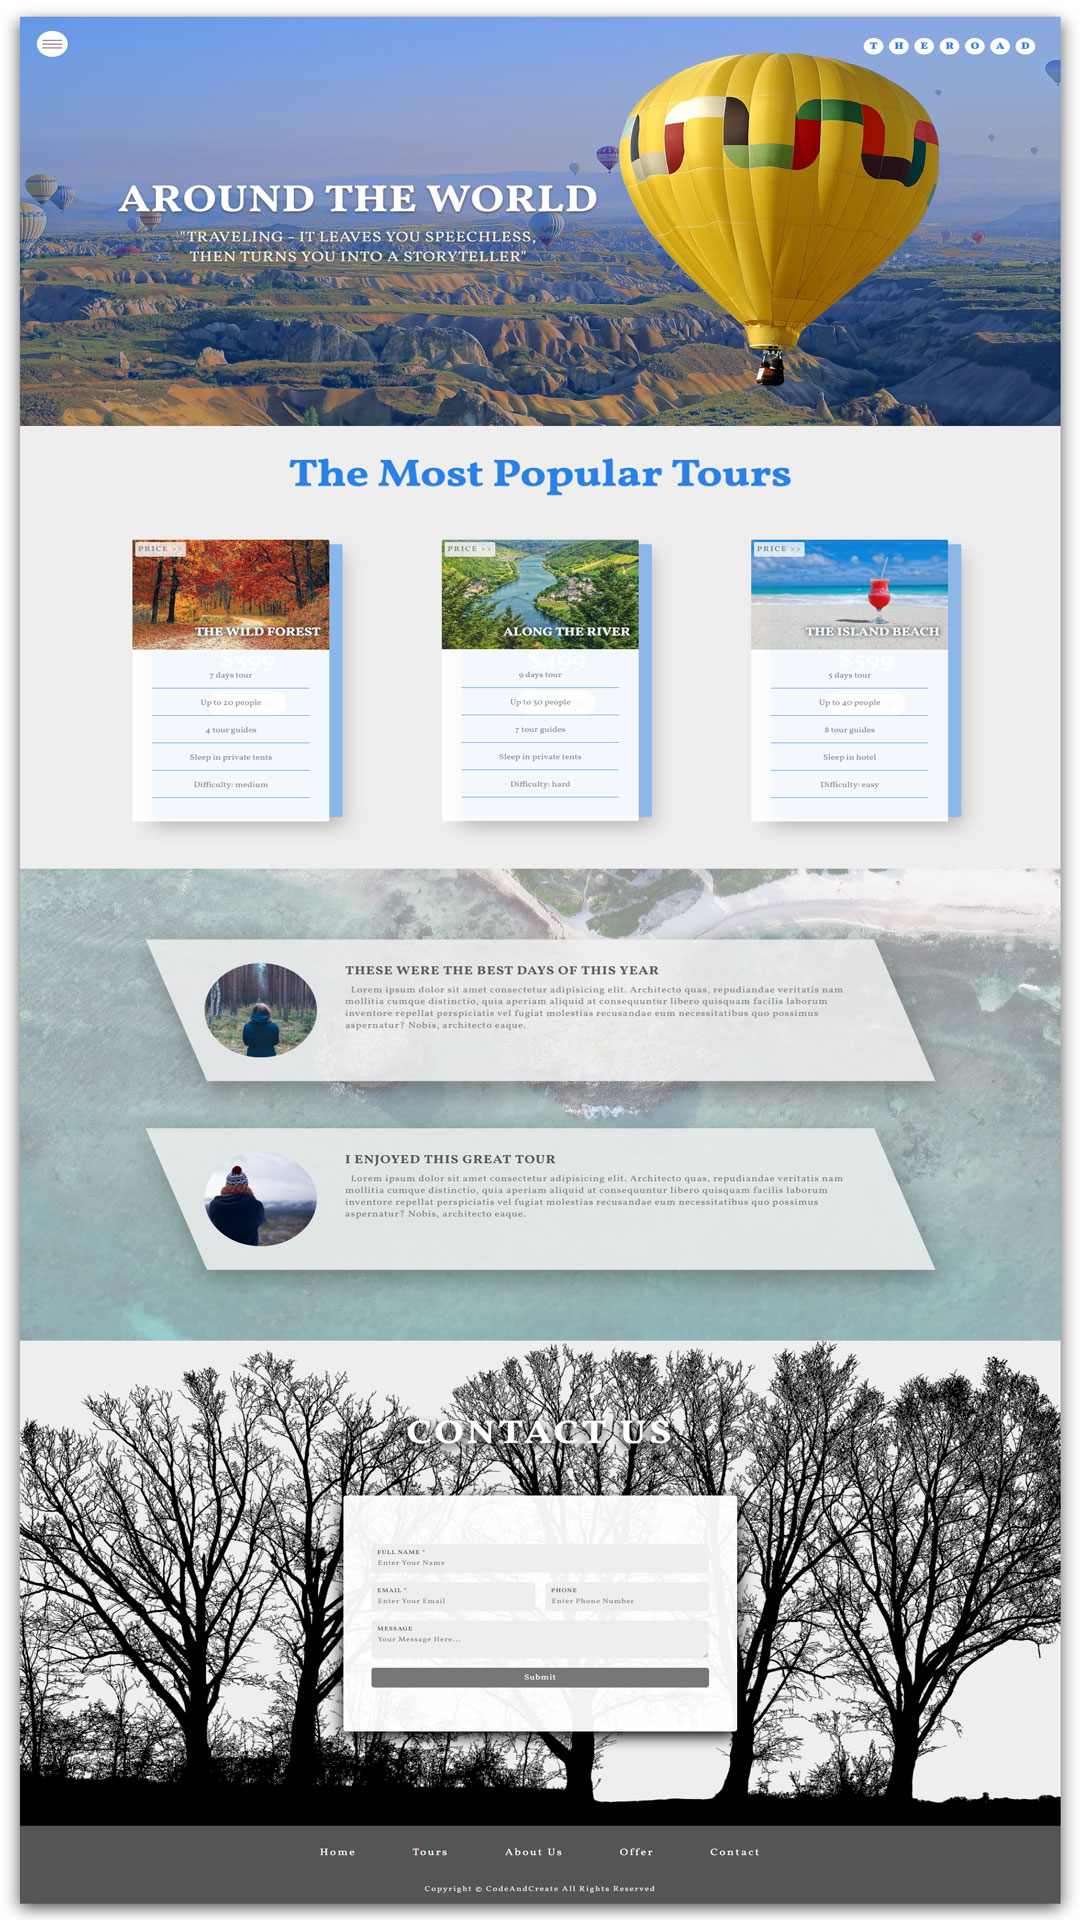 THEROAD
AROUND THE WORLD
"TRAVELING - IT LEAVES YOU SPEECHLESS,
THEN TURNS YOU INTO A STORYTELLER"
The Most Popular Tours
PRICE >>
THE WILD FOREST
$399
7 days tour
Up to 20 people
4 tour guides
Sleep in private tents
Difficulty: medium
PRICE >>
ALONG THE RIVER
$499
9 days tour
Up to 30 people
7 tour guides
Sleep in private tents
Difficulty: hard
PRICE >>
THE ISLAND BEACH
$599
5 days tour
Up to 40 people
8 tour guides
Sleep in hotel
Difficulty: easy
THESE WERE THE BEST DAYS OF THIS YEAR
Lorem ipsum dolor sit amet consectetur adipisicing elit. Architecto quas, repudiandae veritatis nam
mollitia cumque distinctio, quia aperiam aliquid at consequuntur libero quisquam facilis laborum
inventore repellat perspiciatis vel fugiat molestias recusandae eum necessitatibus quo possimus
aspernatur? Nobis, architecto eaque.
I ENJOYED THIS GREAT TOUR
Lorem ipsum dolor sit amet consectetur adipisicing elit. Architecto quas, repudiandae veritatis nam
mollitia cumque distinctio, quia aperiam aliquid at consequuntur libero quisquam facilis laborum
inventore repellat perspiciatis vel fugiat molestias recusandae eum necessitatibus quo possimus
aspernatur? Nobis, architecto eaque.
CONTACT US
FULL NAME *
Enter Your Name
EMAIL *
Enter Your Email
PHONE
Enter Phone Number
MESSAGE
Your Message Here...
Submit
Home Tours About Us Offer Contact
Copyright © CodeAndCreate All Rights Reserved